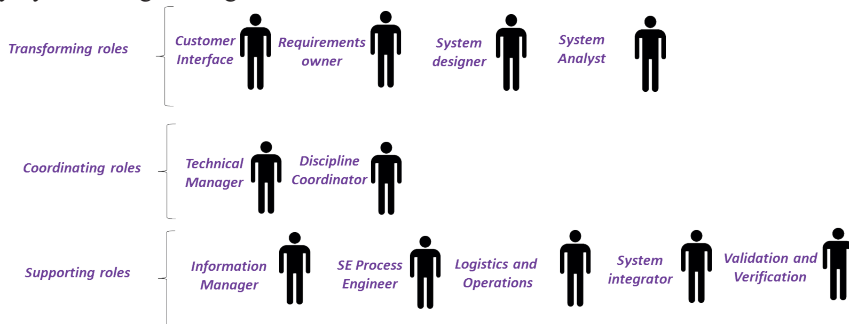 Transforming roles
Customer
Interface
Requirements
owner
System
designer
System
Analyst
Coordinating roles
Technical
Manager
Discipline
Coordinator
Supporting roles
Information
Manager
SE Process
Engineer
Logistics and
Operations
System
integrator
Validation and
Verification